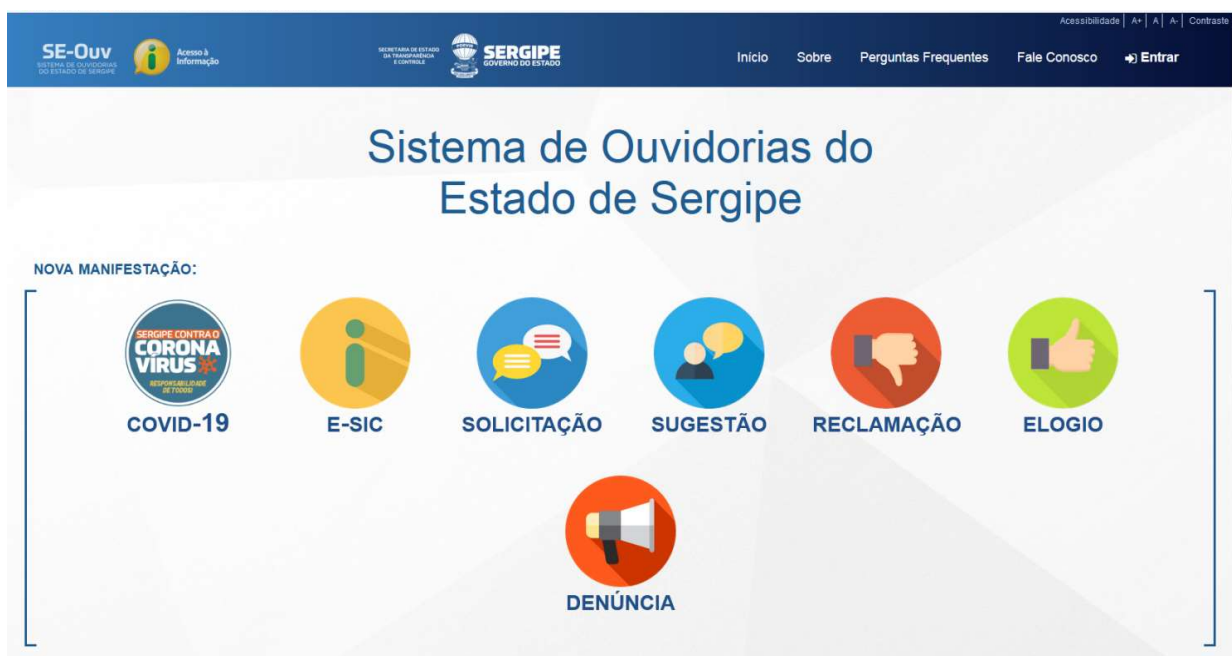 Acessibilidade | A+ | A | A- | Contraste
SE-Ouv
SISTEMA DE OUVIDORIAS
DO ESTADO DE SERGIPE
Acesso à
Informação
SECRETARIA DE ESTADO
DA TRANSPARÊNCIA
E CONTROLE
SERGIPE
GOVERNO DO ESTADO
Início Sobre Perguntas Frequentes Fale Conosco Entrar
Sistema de Ouvidorias do
Estado de Sergipe
NOVA MANIFESTAÇÃO:
SERGIPE CONTRA O
CORONA
VÍRUS
RESPONSABILIDADE
DE TODOS!
COVID-19 E-SIC SOLICITAÇÃO SUGESTÃO RECLAMAÇÃO ELOGIO
DENÚNCIA